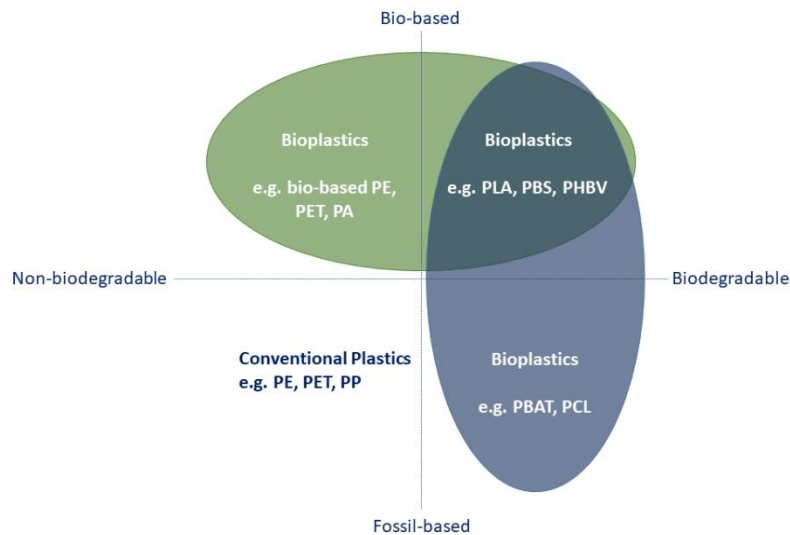 Bio-based
Bioplastics
e.g. bio-based PE,
PET, PA
Bioplastics
e.g. PLA, PBS, PHBV
Non-biodegradable
Biodegradable
Conventional Plastics
e.g. PE, PET, PP
Bioplastics
e.g. PBAT, PCL
Fossil-based